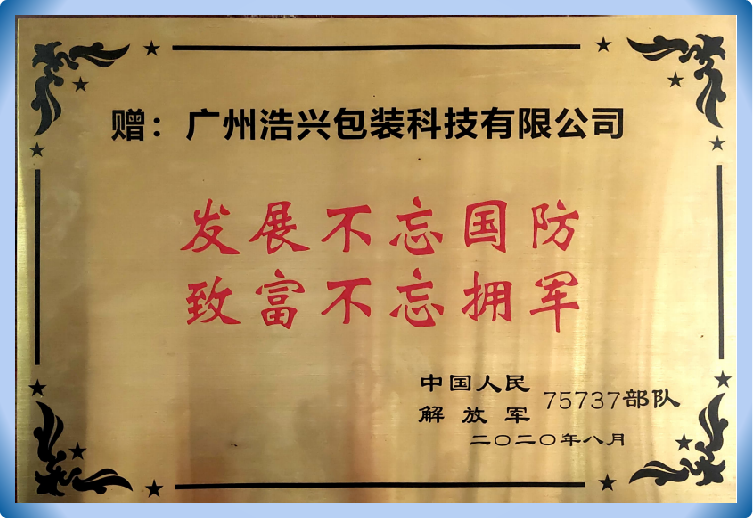 赠：广州浩兴包装科技有限公司
发展不忘国防
致富不忘拥军
中国人民
解放军 75737部队
二〇二〇年八月